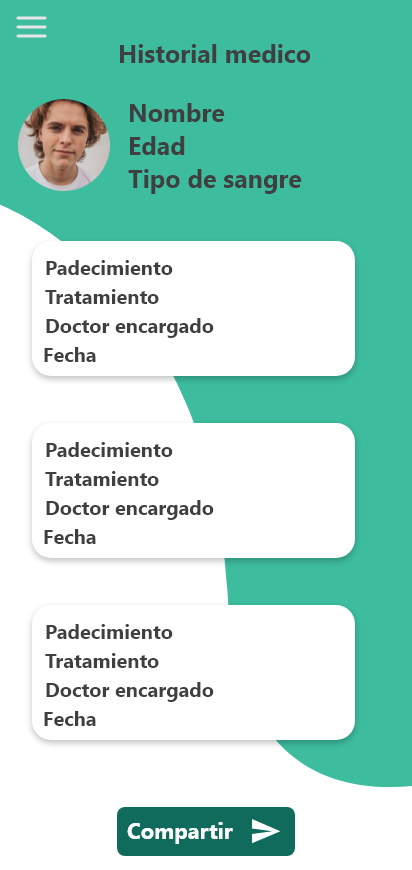 Historial medico
Nombre
Edad
Tipo de sangre
Padecimiento
Tratamiento
Doctor encargado
Fecha
Padecimiento
Tratamiento
Doctor encargado
Fecha
Padecimiento
Tratamiento
Doctor encargado
Fecha
Compartir